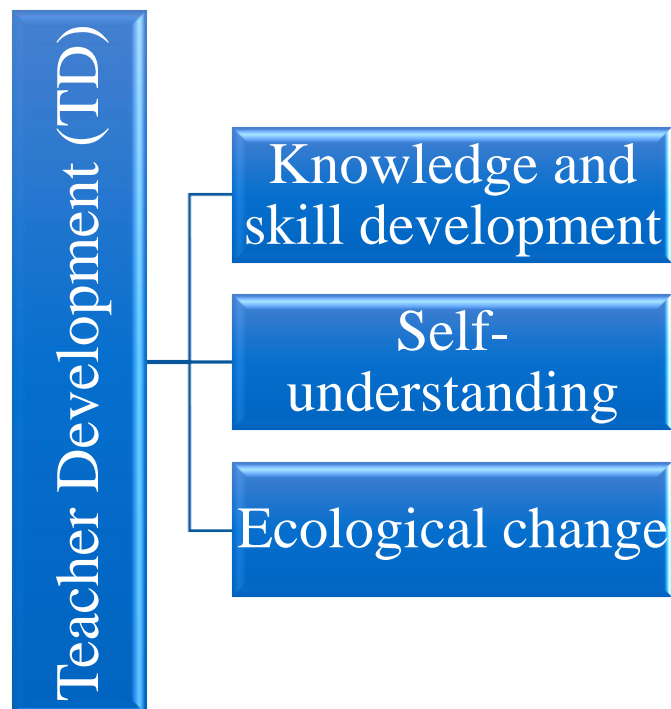 Teacher Development (TD)
Knowledge and
skill development
Self-
understanding
Ecological change